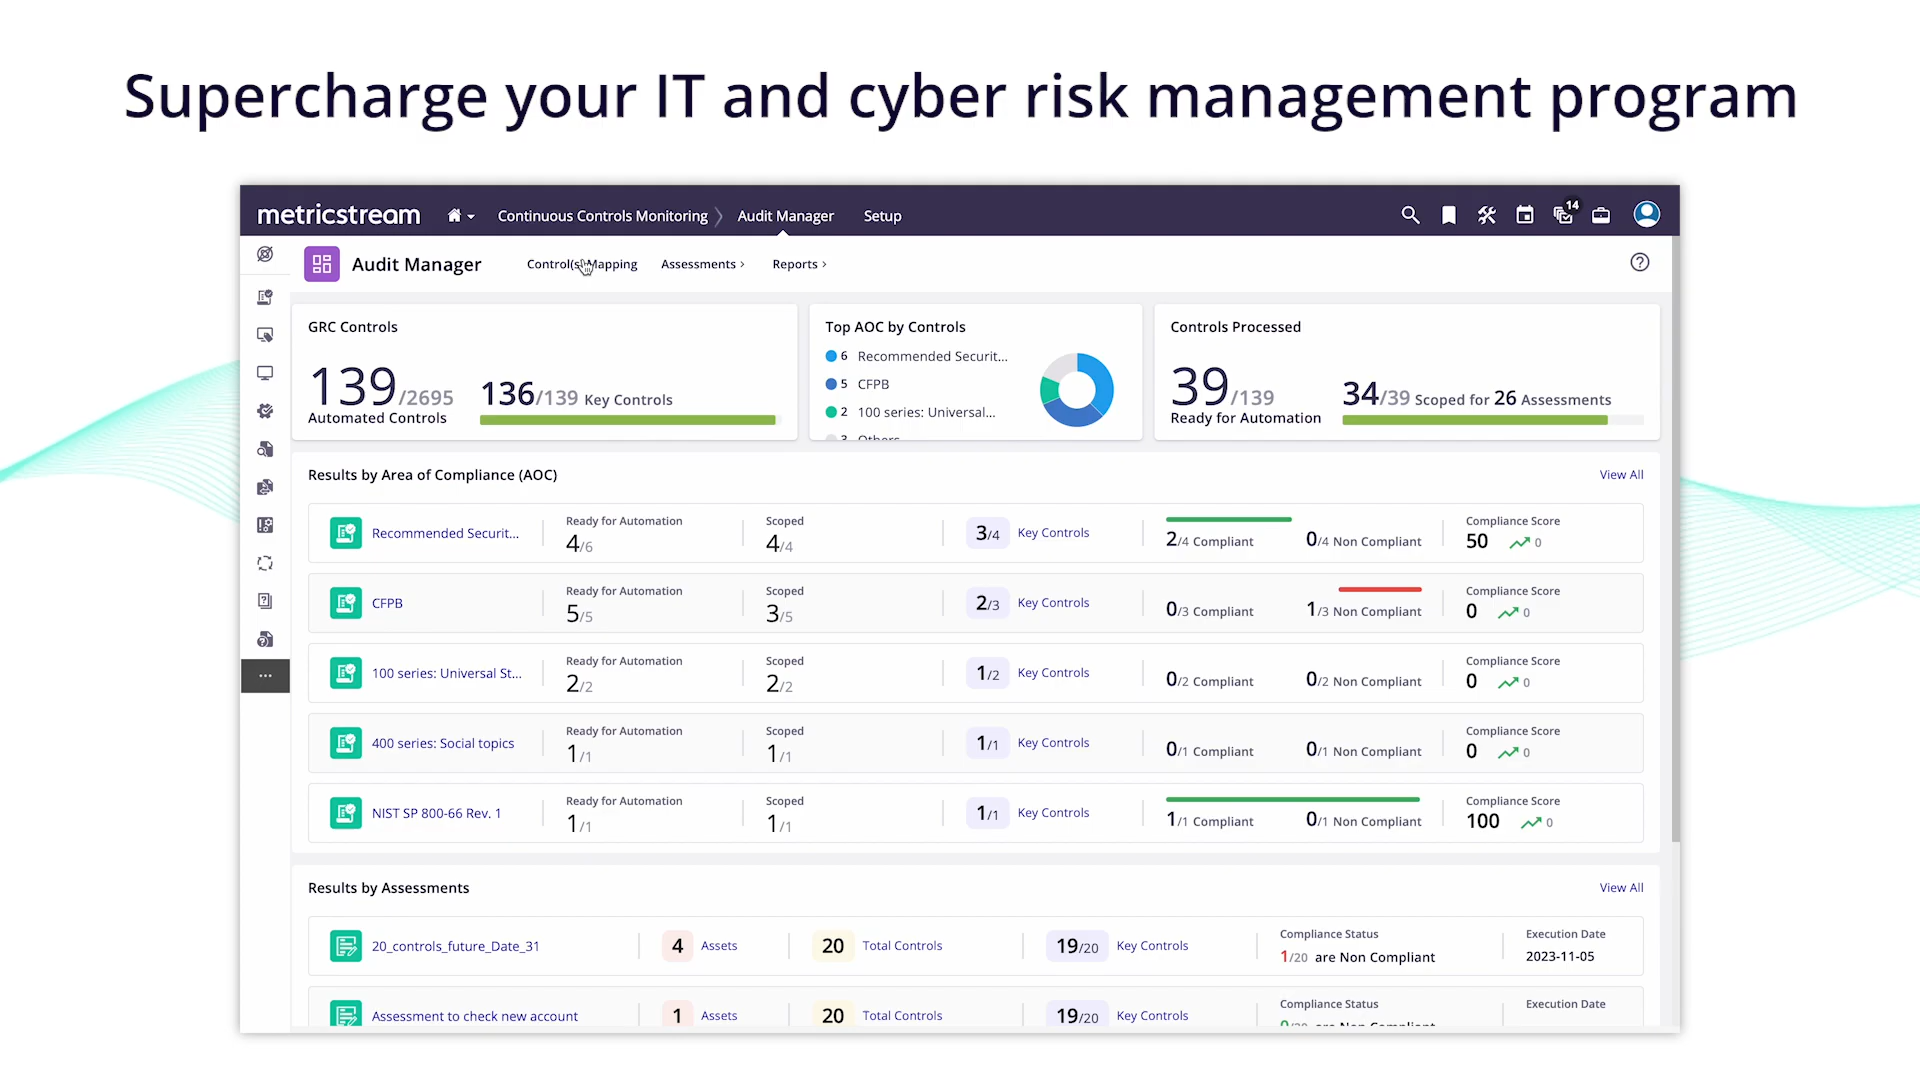 Supercharge your IT and cyber risk management program
metricstream Continuous Controls Monitoring Audit Manager Setup 14
Audit Manager Control(s) Mapping Assessments Reports
GRC Controls
139/2695 136/139 Key Controls
Automated Controls
Top AOC by Controls
6 Recommended Securit...
5 CFPB
2 100 series: Universal...
3 Others
Controls Processed
39/139 34/39 Scoped for 26 Assessments
Ready for Automation
Results by Area of Compliance (AOC) View All
Recommended Securit... Ready for Automation 4/6 Scoped 4/4 3/4 Key Controls 2/4 Compliant 0/4 Non Compliant Compliance Score 50 0
CFPB Ready for Automation 5/5 Scoped 3/5 2/3 Key Controls 0/3 Compliant 1/3 Non Compliant Compliance Score 0 0
100 series: Universal St... Ready for Automation 2/2 Scoped 2/2 1/2 Key Controls 0/2 Compliant 0/2 Non Compliant Compliance Score 0 0
400 series: Social topics Ready for Automation 1/1 Scoped 1/1 1/1 Key Controls 0/1 Compliant 0/1 Non Compliant Compliance Score 0 0
NIST SP 800-66 Rev. 1 Ready for Automation 1/1 Scoped 1/1 1/1 Key Controls 1/1 Compliant 0/1 Non Compliant Compliance Score 100 0
Results by Assessments View All
20_controls_future_Date_31 4 Assets 20 Total Controls 19/20 Key Controls Compliance Status 1/20 are Non Compliant Execution Date 2023-11-05
Assessment to check new account 1 Assets 20 Total Controls 19/20 Key Controls Compliance Status 0/20 are Non Compliant Execution Date